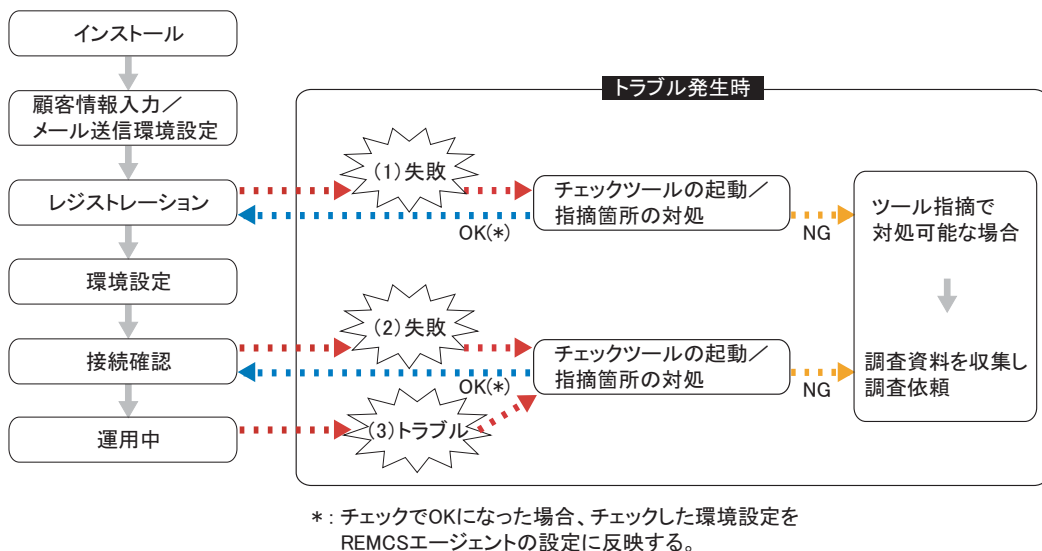 インストール
顧客情報入力／
メール送信環境設定
レジストレーション
環境設定
接続確認
運用中
トラブル発生時
(1)失敗
チェックツールの起動／
指摘箇所の対処
OK(*)
NG
ツール指摘で
対処可能な場合
(2)失敗
チェックツールの起動／
指摘箇所の対処
OK(*)
NG
調査資料を収集し
調査依頼
(3)トラブル
*：チェックでOKになった場合、チェックした環境設定を
REMCSエージェントの設定に反映する。